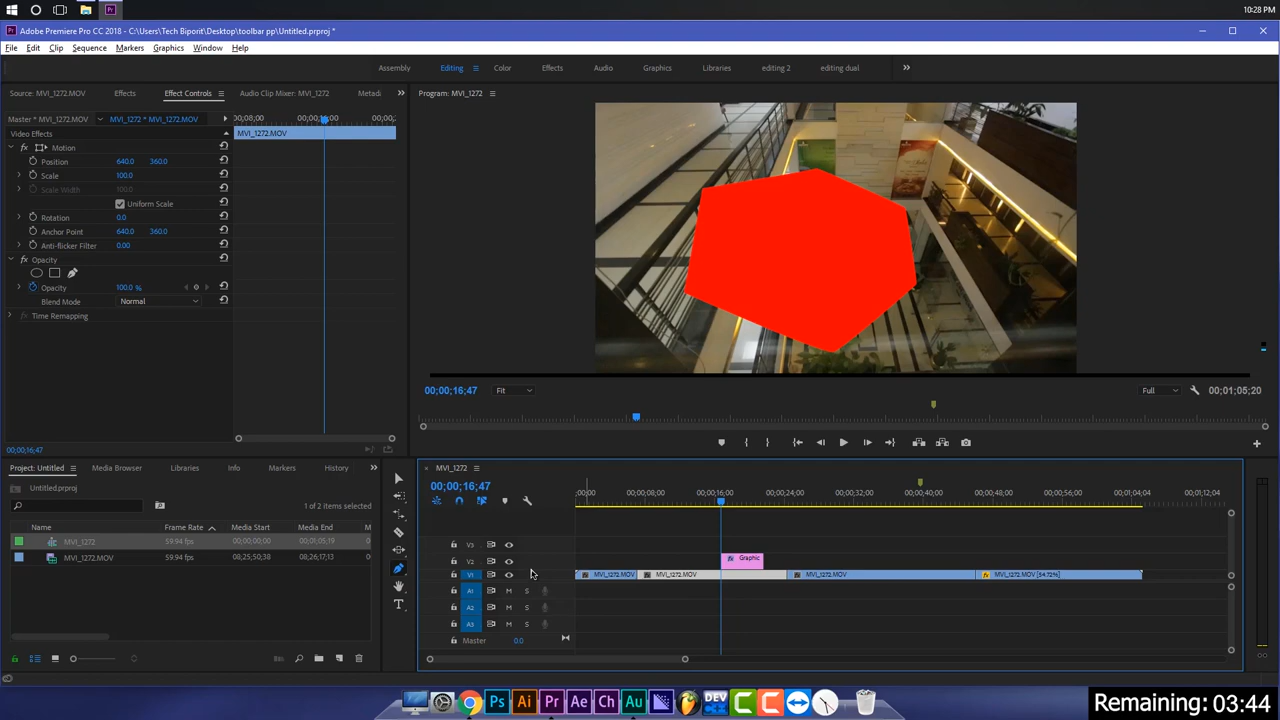 10:28 PM
Adobe Premiere Pro CC 2018 - C:\Users\Tech Biporit\Desktop\toolbar pp\Untitled.prproj *
File Edit Clip Sequence Markers Graphics Window Help
Assembly Editing Color Effects Audio Graphics Libraries editing 2 editing dual
Source: MVI_1272.MOV Effects Effect Controls Audio Clip Mixer: MVI_1272 Metadi
Program: MVI_1272
Master * MVI_1272.MOV MVI_1272 * MVI_1272.MOV
Video Effects MVI_1272.MOV
Motion
Position 640.0 360.0
Scale 100.0
Scale Width 100.0
Uniform Scale
Rotation 0.0
Anchor Point 640.0 360.0
Anti-flicker Filter 0.00
Opacity
Opacity 100.0 %
Blend Mode Normal
Time Remapping
00;00;16;47
00;00;16;47 Fit Full 00;01;05;20
Project: Untitled Media Browser Libraries Info Markers History
Untitled.prproj
1 of 2 items selected
Name Frame Rate Media Start Media End M
MVI_1272 59.94 fps 00;00;00;00 00;01;05;19
MVI_1272.MOV 59.94 fps 08;25;50;38 08;26;17;13 V
MVI_1272
00;00;16;47
;00;00 00;00;08;00 00;00;16;00 00;00;24;00 00;00;32;00 00;00;40;00 00;00;48;00 00;00;56;00 00;01;04;04 00;01;12;04
V3
V2 Graphic
V1 MVI_1272.MOV MVI_1272.MOV MVI_1272.MOV MVI_1272.MOV [54.72%]
A1 M S
A2 M S
A3 M S
Master 0.0
Ps Ai Pr Ae Ch Au DEV C C
Remaining: 03:44